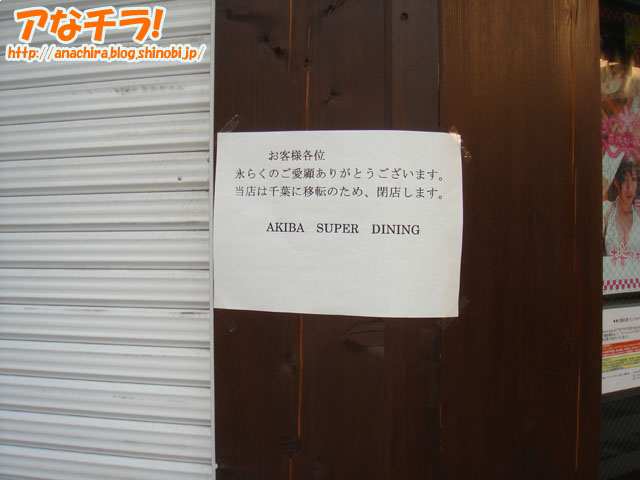 アなチラ!
http://anachira.blog.shinobi.jp/
お客様各位
永らくのご愛顧ありがとうございます。
当店は千葉に移転のため、閉店します。
AKIBA SUPER DINING